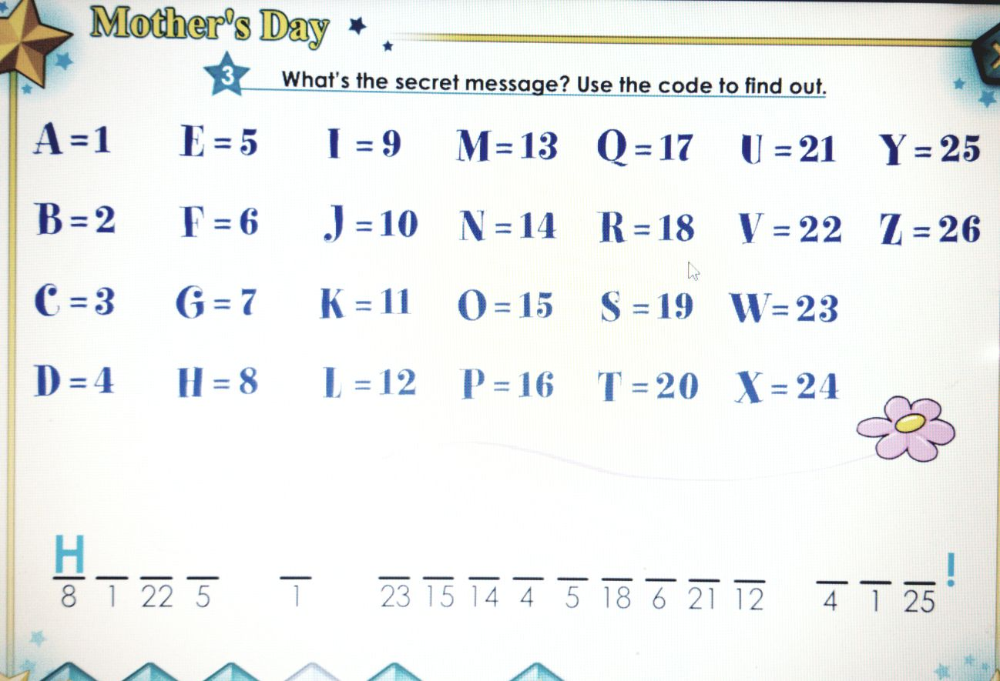 Mother's Day
3 What's the secret message? Use the code to find out.
A = 1 E = 5 I = 9 M = 13 Q = 17 U = 21 Y = 25
B = 2 F = 6 J = 10 N = 14 R = 18 V = 22 Z = 26
C = 3 G = 7 K = 11 O = 15 S = 19 W = 23
D = 4 H = 8 L = 12 P = 16 T = 20 X = 24
H !
8 1 22 5 1 23 15 14 4 5 18 6 21 12 4 1 25